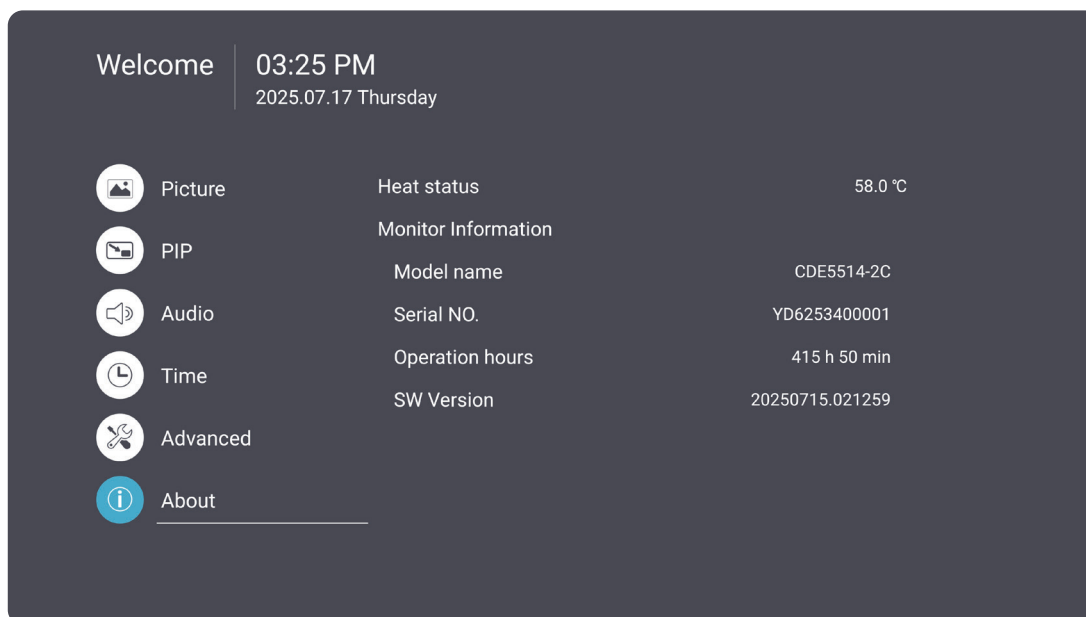 Welcome
03:25 PM
2025.07.17 Thursday
Picture
PIP
Audio
Time
Advanced
About
Heat status 58.0 ℃
Monitor Information
Model name CDE5514-2C
Serial NO. YD6253400001
Operation hours 415 h 50 min
SW Version 20250715.021259